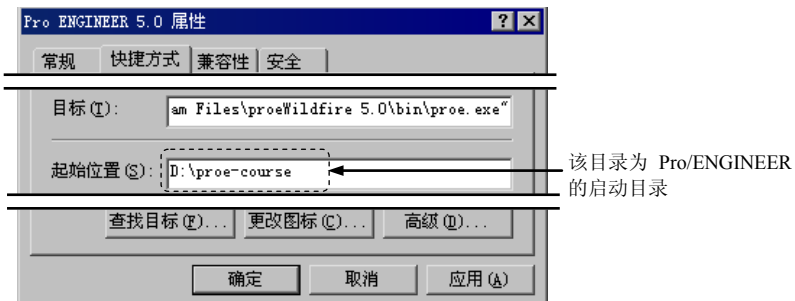 Pro ENGINEER 5.0 属性
常规 快捷方式 兼容性 安全
目标(T): am Files\proeWildfire 5.0\bin\proe.exe"
起始位置(S): D:\proe-course
该目录为 Pro/ENGINEER
的启动目录
查找目标(F)... 更改图标(C)... 高级(D)...
确定 取消 应用(A)